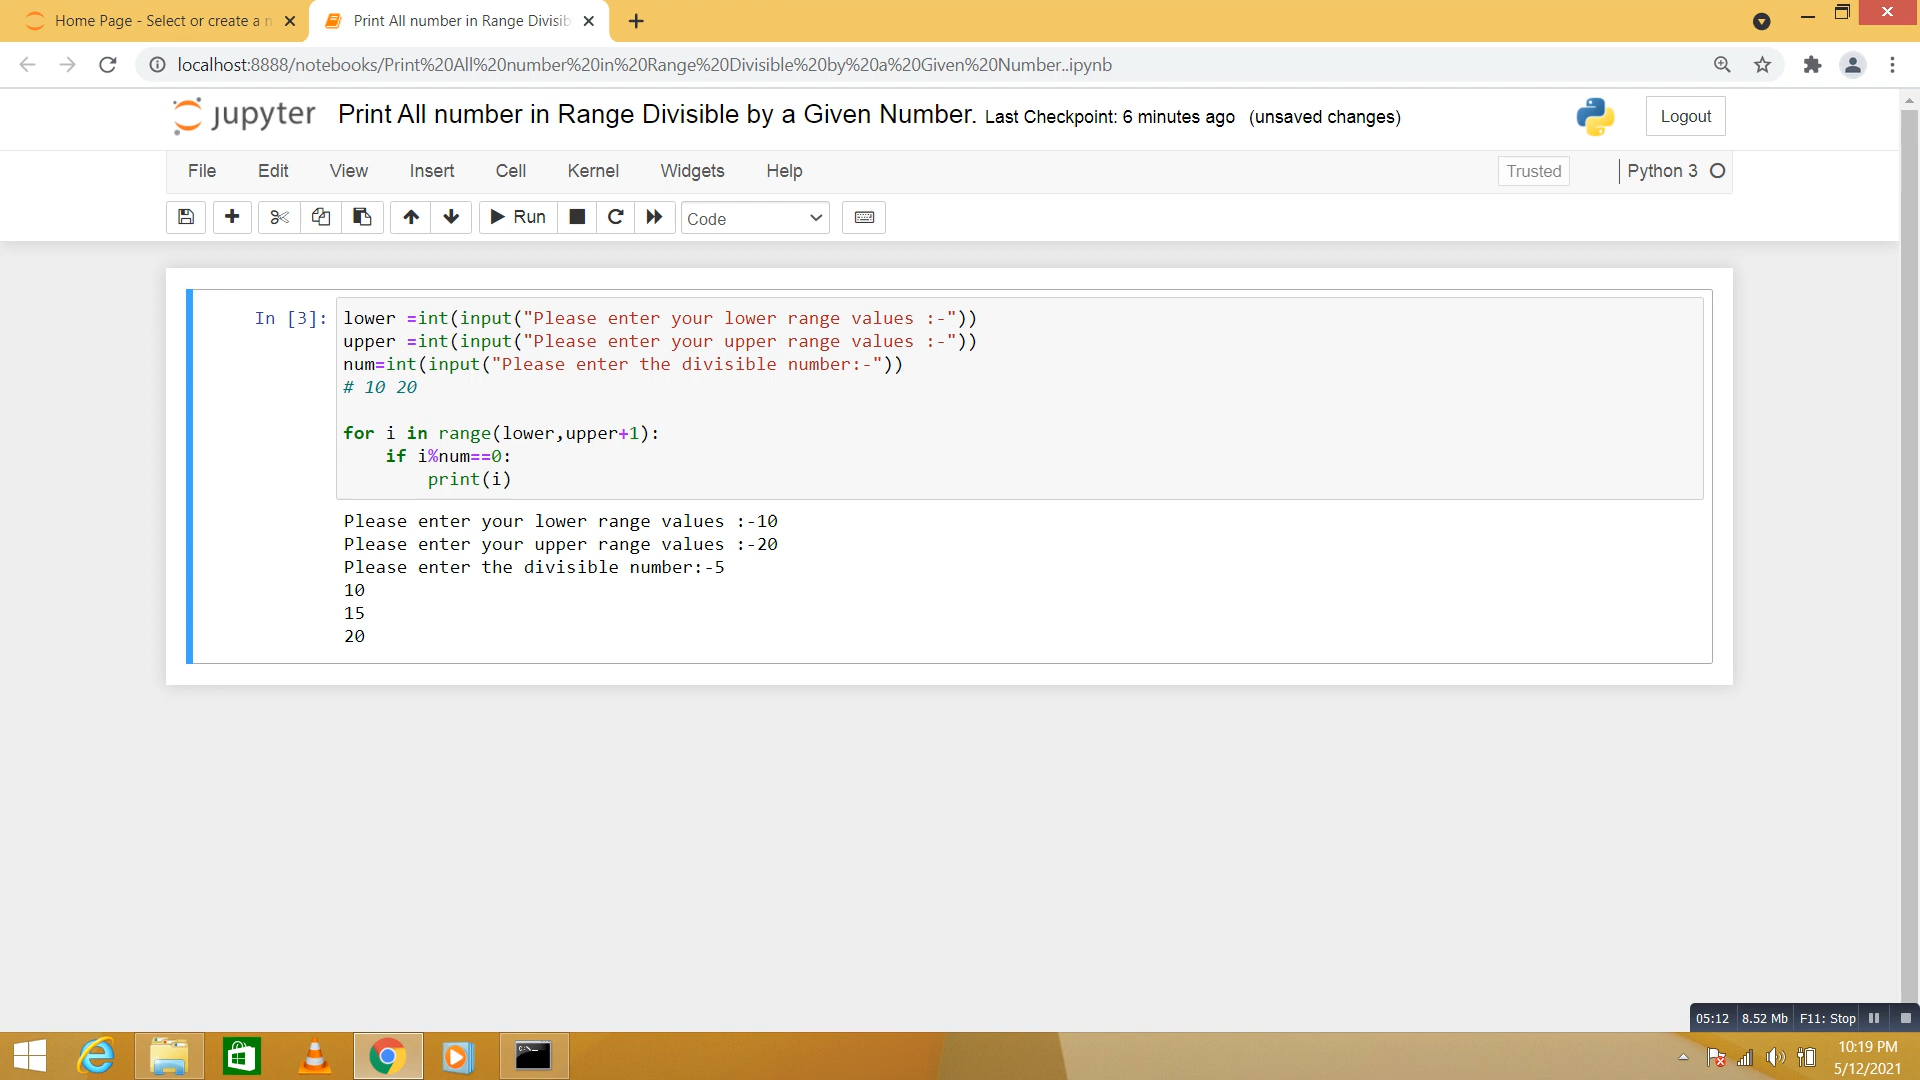 Home Page - Select or create a n
Print All number in Range Divisib
localhost:8888/notebooks/Print%20All%20number%20in%20Range%20Divisible%20by%20a%20Given%20Number..ipynb
jupyter Print All number in Range Divisible by a Given Number. Last Checkpoint: 6 minutes ago (unsaved changes) Logout
File Edit View Insert Cell Kernel Widgets Help Trusted Python 3
Run Code
In [3]: lower =int(input("Please enter your lower range values :-"))
upper =int(input("Please enter your upper range values :-"))
num=int(input("Please enter the divisible number:-"))
# 10 20
for i in range(lower,upper+1):
    if i%num==0:
        print(i)
Please enter your lower range values :-10
Please enter your upper range values :-20
Please enter the divisible number:-5
10
15
20
05:12 8.52 Mb F11: Stop
10:19 PM
5/12/2021